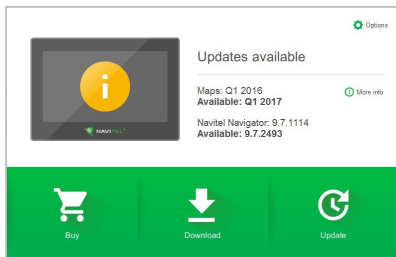 Options
Updates available
Maps: Q1 2016
Available: Q1 2017
More info
Navitel Navigator: 9.7.1114
Available: 9.7.2493
NAVITEL
Buy
Download
Update